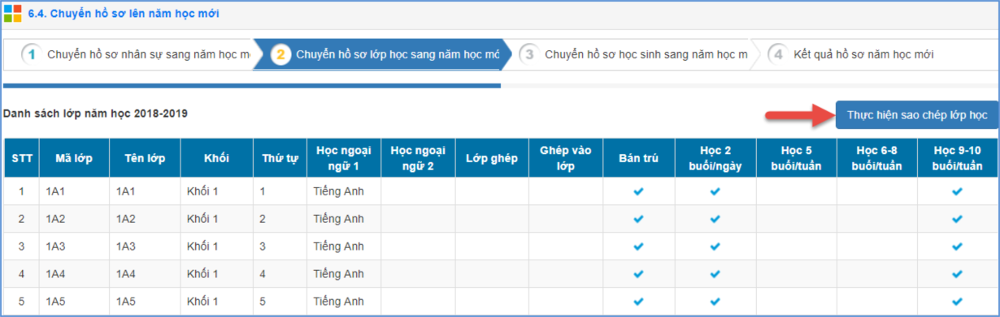 6.4. Chuyển hồ sơ lên năm học mới
1 Chuyển hồ sơ nhân sự sang năm học m
2 Chuyển hồ sơ lớp học sang năm học mớ
3 Chuyển hồ sơ học sinh sang năm học m
4 Kết quả hồ sơ năm học mới
Danh sách lớp năm học 2018-2019
Thực hiện sao chép lớp học
STT Mã lớp Tên lớp Khối Thứ tự Học ngoại ngữ 1 Học ngoại ngữ 2 Lớp ghép Ghép vào lớp Bán trú Học 2 buổi/ngày Học 5 buổi/tuần Học 6-8 buổi/tuần Học 9-10 buổi/tuần
1 1A1 1A1 Khối 1 1 Tiếng Anh
2 1A2 1A2 Khối 1 2 Tiếng Anh
3 1A3 1A3 Khối 1 3 Tiếng Anh
4 1A4 1A4 Khối 1 4 Tiếng Anh
5 1A5 1A5 Khối 1 5 Tiếng Anh